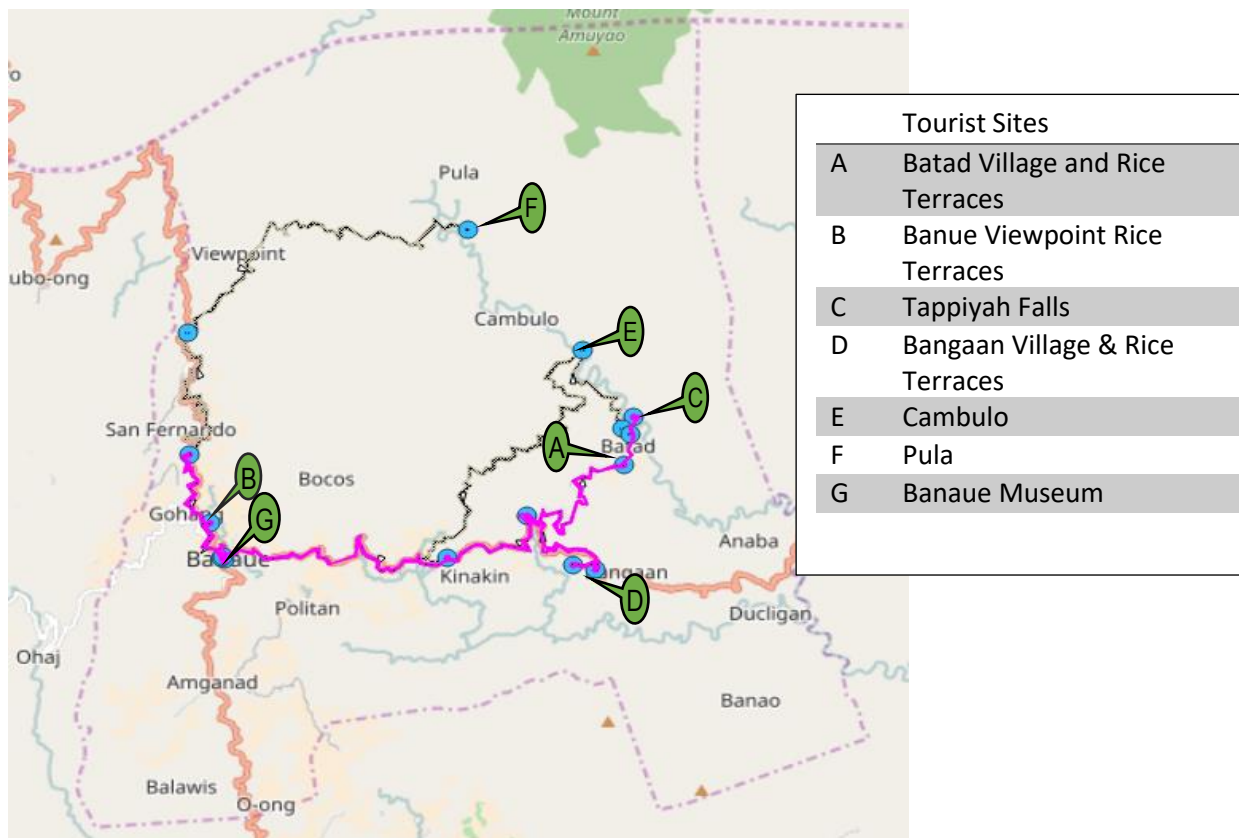 Mount
Amuyao
ro
Pula
F
Viewpoint
ubo-ong
Cambulo
E
C
San Fernando
A
Batad
Bocos
B
G
Gohang
Banaue
Anaba
Kinakin
Bangaan
D
Politan
Ducligan
Ohaj
Amganad
Banao
Balawis
O-ong
Tourist Sites
A Batad Village and Rice
Terraces
B Banue Viewpoint Rice
Terraces
C Tappiyah Falls
D Bangaan Village & Rice
Terraces
E Cambulo
F Pula
G Banaue Museum